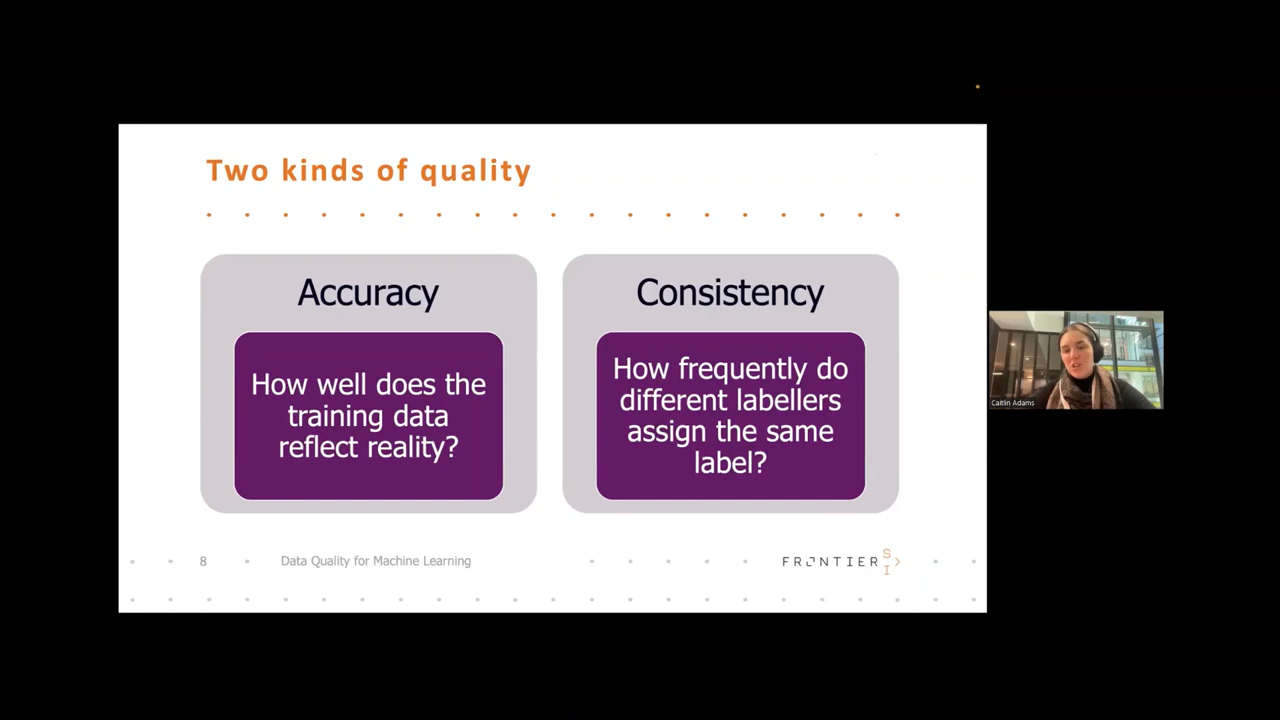 Two kinds of quality
Accuracy
How well does the
training data
reflect reality?
Consistency
How frequently do
different labellers
assign the same
label?
Caitlin Adams
8
Data Quality for Machine Learning
FRONTIER SI